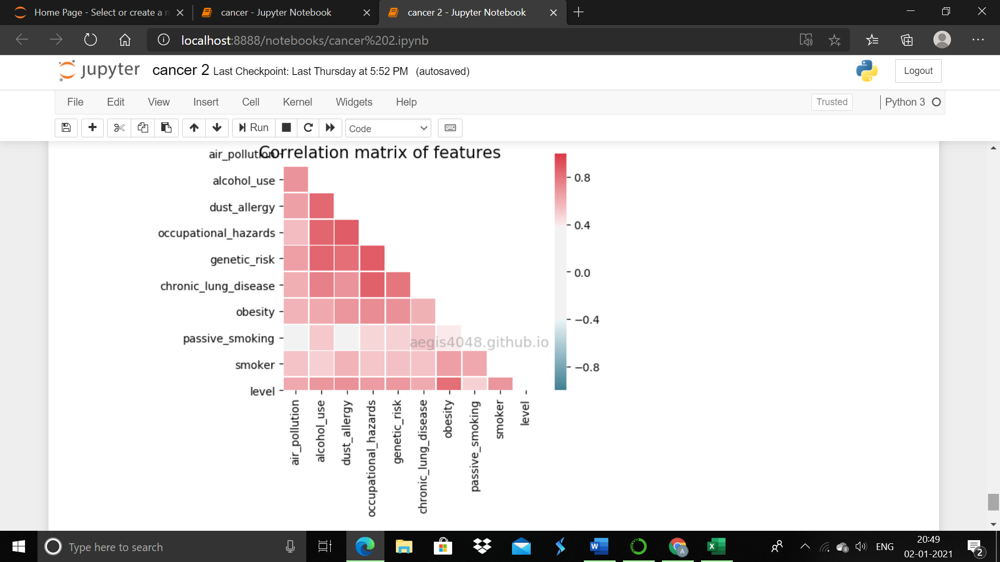 Home Page - Select or create a n
cancer - Jupyter Notebook
cancer 2 - Jupyter Notebook
localhost:8888/notebooks/cancer%202.ipynb
jupyter cancer 2 Last Checkpoint: Last Thursday at 5:52 PM (autosaved)
Logout
File Edit View Insert Cell Kernel Widgets Help
Trusted Python 3
Run Code
Correlation matrix of features
air_pollution
alcohol_use
dust_allergy
occupational_hazards
genetic_risk
chronic_lung_disease
obesity
passive_smoking
smoker
level
aegis4048.github.io
0.8
0.4
0.0
−0.4
−0.8
air_pollution
alcohol_use
dust_allergy
occupational_hazards
genetic_risk
chronic_lung_disease
obesity
passive_smoking
smoker
level
Type here to search
W
A
X
ENG
20:49
02-01-2021
2